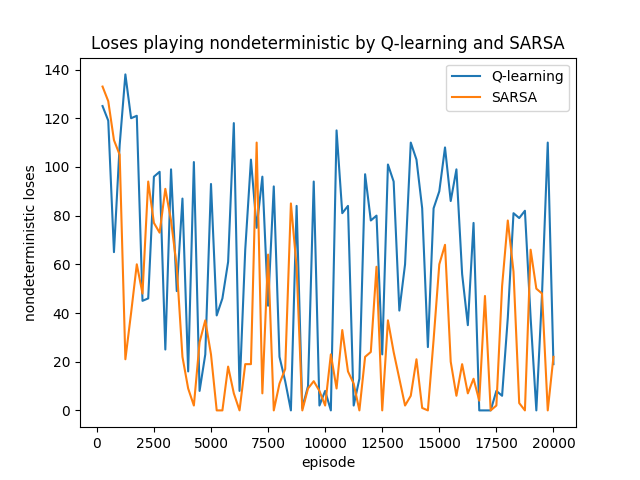 Loses playing nondeterministic by Q-learning and SARSA
Q-learning
SARSA
nondeterministic loses
140
120
100
80
60
40
20
0
0 2500 5000 7500 10000 12500 15000 17500 20000
episode